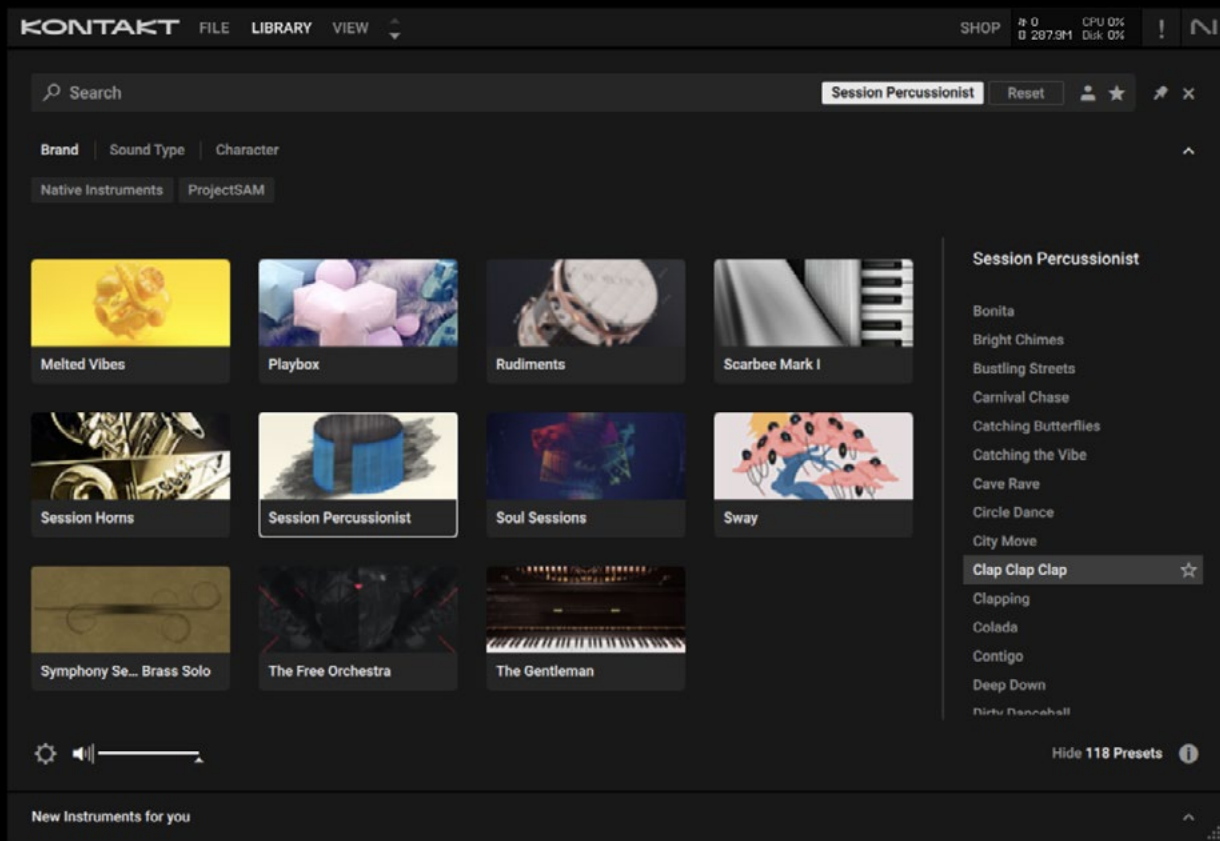 KONTAKT FILE LIBRARY VIEW SHOP 0 CPU 0% ! NI
287.9M Disk 0%
Search Session Percussionist Reset
Brand Sound Type Character
Native Instruments ProjectSAM
Melted Vibes Playbox Rudiments Scarbee Mark I
Session Horns Session Percussionist Soul Sessions Sway
Symphony Se... Brass Solo The Free Orchestra The Gentleman
Session Percussionist
Bonita
Bright Chimes
Bustling Streets
Carnival Chase
Catching Butterflies
Catching the Vibe
Cave Rave
Circle Dance
City Move
Clap Clap Clap
Clapping
Colada
Contigo
Deep Down
Dirty Dancehall
Hide 118 Presets
New Instruments for you